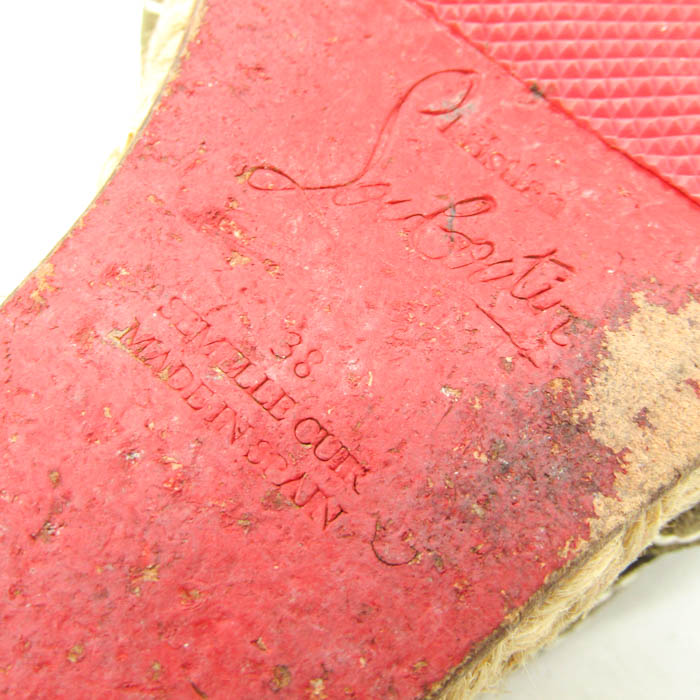 Christian
Louboutin
38
SEMELLE CUIR
MADE IN SPAIN